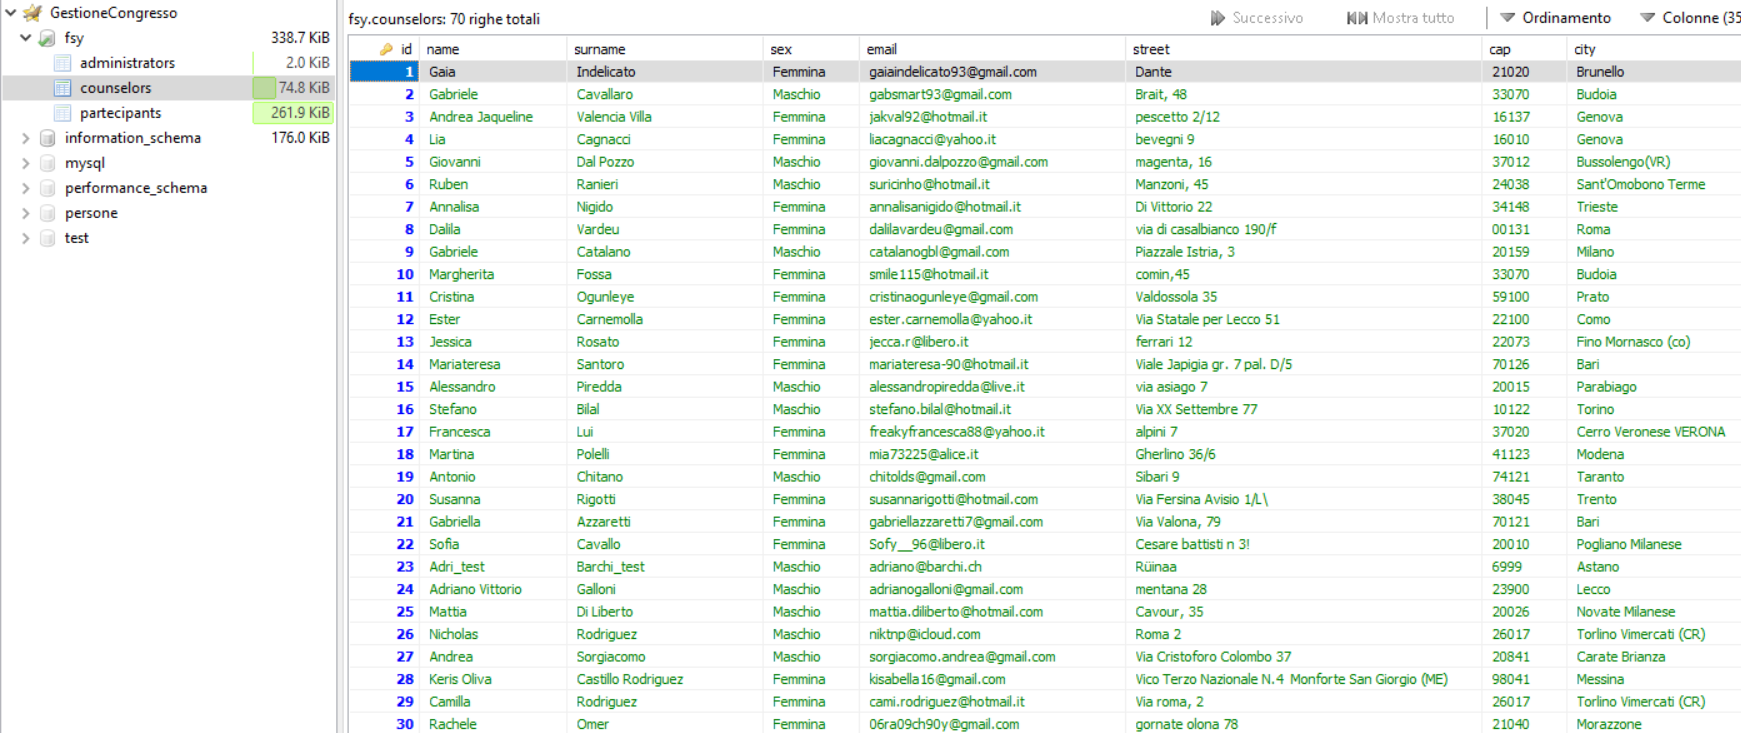 GestioneCongresso
fsy 338.7 KiB
administrators 2.0 KiB
counselors 74.8 KiB
partecipants 261.9 KiB
information_schema 176.0 KiB
mysql
performance_schema
persone
test
fsy.counselors: 70 righe totali Successivo Mostra tutto Ordinamento Colonne (35
id name surname sex email street cap city
1 Gaia Indelicato Femmina gaiaindelicato93@gmail.com Dante 21020 Brunello
2 Gabriele Cavallaro Maschio gabsmart93@gmail.com Brait, 48 33070 Budoia
3 Andrea Jaqueline Valencia Villa Femmina jakval92@hotmail.it pescetto 2/12 16137 Genova
4 Lia Cagnacci Femmina liacagnacci@yahoo.it bevegni 9 16010 Genova
5 Giovanni Dal Pozzo Maschio giovanni.dalpozzo@gmail.com magenta, 16 37012 Bussolengo(VR)
6 Ruben Ranieri Maschio suricinho@hotmail.it Manzoni, 45 24038 Sant'Omobono Terme
7 Annalisa Nigido Femmina annalisanigido@hotmail.it Di Vittorio 22 34148 Trieste
8 Dalila Vardeu Femmina dalilavardeu@gmail.com via di casalbianco 190/f 00131 Roma
9 Gabriele Catalano Maschio catalanogbl@gmail.com Piazzale Istria, 3 20159 Milano
10 Margherita Fossa Femmina smile115@hotmail.it comin,45 33070 Budoia
11 Cristina Ogunleye Femmina cristinaogunleye@gmail.com Valdossola 35 59100 Prato
12 Ester Carnemolla Femmina ester.carnemolla@yahoo.it Via Statale per Lecco 51 22100 Como
13 Jessica Rosato Femmina jecca.r@libero.it ferrari 12 22073 Fino Mornasco (co)
14 Mariateresa Santoro Femmina mariateresa-90@hotmail.it Viale Japigia gr. 7 pal. D/5 70126 Bari
15 Alessandro Piredda Maschio alessandropiredda@live.it via asiago 7 20015 Parabiago
16 Stefano Bilal Maschio stefano.bilal@hotmail.it Via XX Settembre 77 10122 Torino
17 Francesca Lui Femmina freakyfrancesca88@yahoo.it alpini 7 37020 Cerro Veronese VERONA
18 Martina Polelli Femmina mia73225@alice.it Gherlino 36/6 41123 Modena
19 Antonio Chitano Maschio chitolds@gmail.com Sibari 9 74121 Taranto
20 Susanna Rigotti Femmina susannarigotti@hotmail.com Via Fersina Avisio 1/L\ 38045 Trento
21 Gabriella Azzaretti Femmina gabriellazzaretti7@gmail.com Via Valona, 79 70121 Bari
22 Sofia Cavallo Femmina Sofy__96@libero.it Cesare battisti n 3! 20010 Pogliano Milanese
23 Adri_test Barchi_test Maschio adriano@barchi.ch Rüinaa 6999 Astano
24 Adriano Vittorio Galloni Maschio adrianogalloni@gmail.com mentana 28 23900 Lecco
25 Mattia Di Liberto Maschio mattia.diliberto@hotmail.com Cavour, 35 20026 Novate Milanese
26 Nicholas Rodriguez Maschio niktnp@icloud.com Roma 2 26017 Torlino Vimercati (CR)
27 Andrea Sorgiacomo Maschio sorgiacomo.andrea@gmail.com Via Cristoforo Colombo 37 20841 Carate Brianza
28 Keris Oliva Castillo Rodriguez Femmina kisabella16@gmail.com Vico Terzo Nazionale N.4 Monforte San Giorgio (ME) 98041 Messina
29 Camilla Rodriguez Femmina cami.rodriguez@hotmail.it Via roma, 2 26017 Torlino Vimercati (CR)
30 Rachele Omer Femmina 06ra09ch90y@gmail.com gornate olona 78 21040 Morazzone